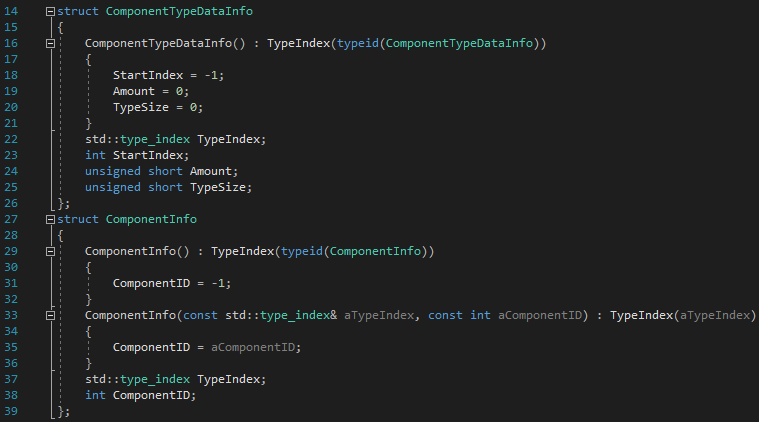 14 struct ComponentTypeDataInfo
15 {
16     ComponentTypeDataInfo() : TypeIndex(typeid(ComponentTypeDataInfo))
17     {
18         StartIndex = -1;
19         Amount = 0;
20         TypeSize = 0;
21     }
22     std::type_index TypeIndex;
23     int StartIndex;
24     unsigned short Amount;
25     unsigned short TypeSize;
26 };
27 struct ComponentInfo
28 {
29     ComponentInfo() : TypeIndex(typeid(ComponentInfo))
30     {
31         ComponentID = -1;
32     }
33     ComponentInfo(const std::type_index& aTypeIndex, const int aComponentID) : TypeIndex(aTypeIndex)
34     {
35         ComponentID = aComponentID;
36     }
37     std::type_index TypeIndex;
38     int ComponentID;
39 };